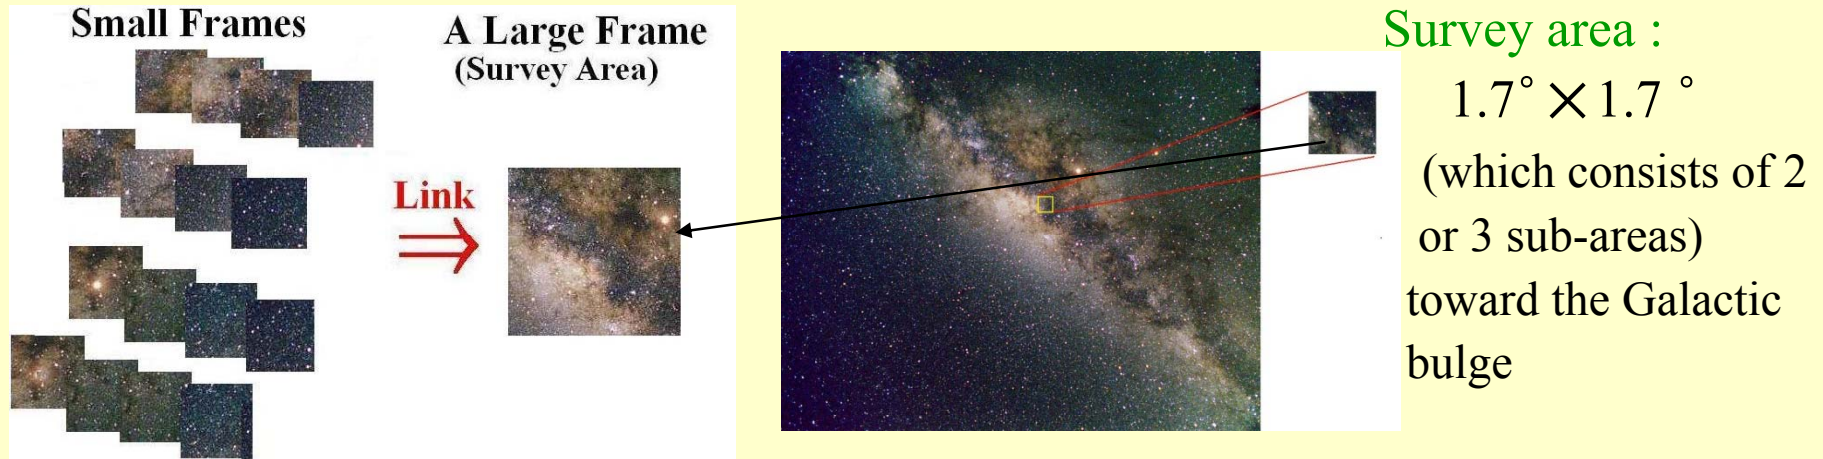 Small Frames
A Large Frame
(Survey Area)
Link
Survey area :
1.7° × 1.7 °
(which consists of 2
or 3 sub-areas)
toward the Galactic
bulge